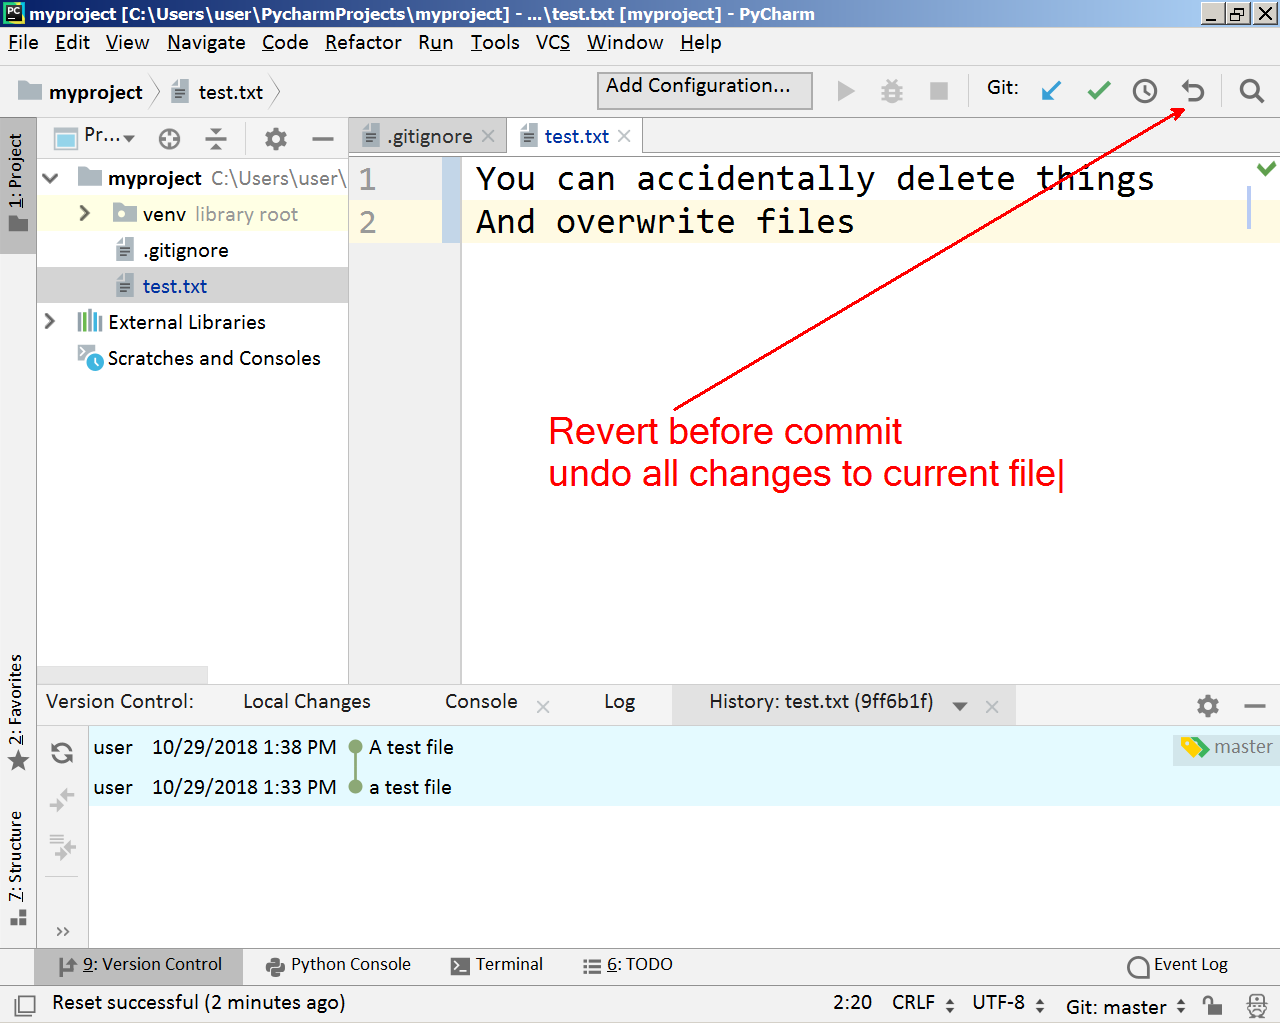 myproject [C:\Users\user\PycharmProjects\myproject] - ...\test.txt [myproject] - PyCharm
File Edit View Navigate Code Refactor Run Tools VCS Window Help
myproject test.txt Add Configuration... Git:
1: Project
Pr...
.gitignore test.txt
myproject C:\Users\user\
venv library root
.gitignore
test.txt
External Libraries
Scratches and Consoles
1 You can accidentally delete things
2 And overwrite files
Revert before commit
undo all changes to current file|
2: Favorites
7: Structure
Version Control: Local Changes Console Log History: test.txt (9ff6b1f)
user 10/29/2018 1:38 PM A test file master
user 10/29/2018 1:33 PM a test file
9: Version Control Python Console Terminal 6: TODO Event Log
Reset successful (2 minutes ago) 2:20 CRLF UTF-8 Git: master